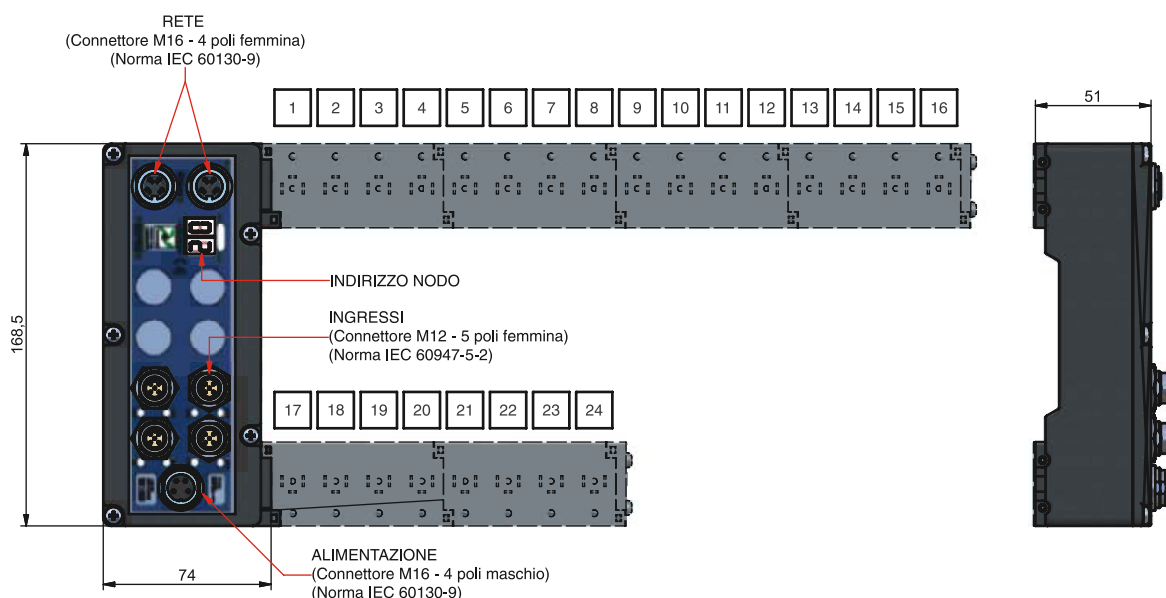 RETE
(Connettore M16 - 4 poli femmina)
(Norma IEC 60130-9)
1 2 3 4 5 6 7 8 9 10 11 12 13 14 15 16
51
168,5
02
INDIRIZZO NODO
INGRESSI
(Connettore M12 - 5 poli femmina)
(Norma IEC 60947-5-2)
17 18 19 20 21 22 23 24
ALIMENTAZIONE
(Connettore M16 - 4 poli maschio)
(Norma IEC 60130-9)
74